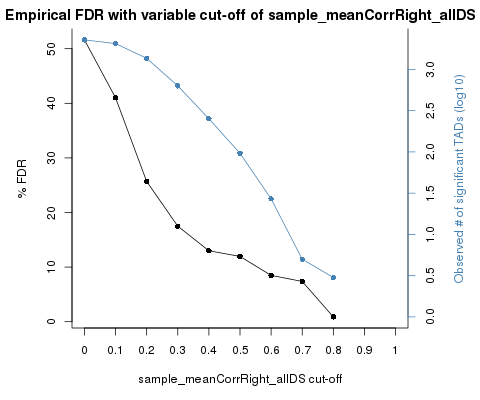 Empirical FDR with variable cut-off of sample_meanCorrRight_allDS
% FDR
50
40
30
20
10
0
3.0
2.5
2.0
1.5
1.0
0.5
0.0
Observed # of significant TADs (log10)
0 0.1 0.2 0.3 0.4 0.5 0.6 0.7 0.8 0.9 1
sample_meanCorrRight_allDS cut-off